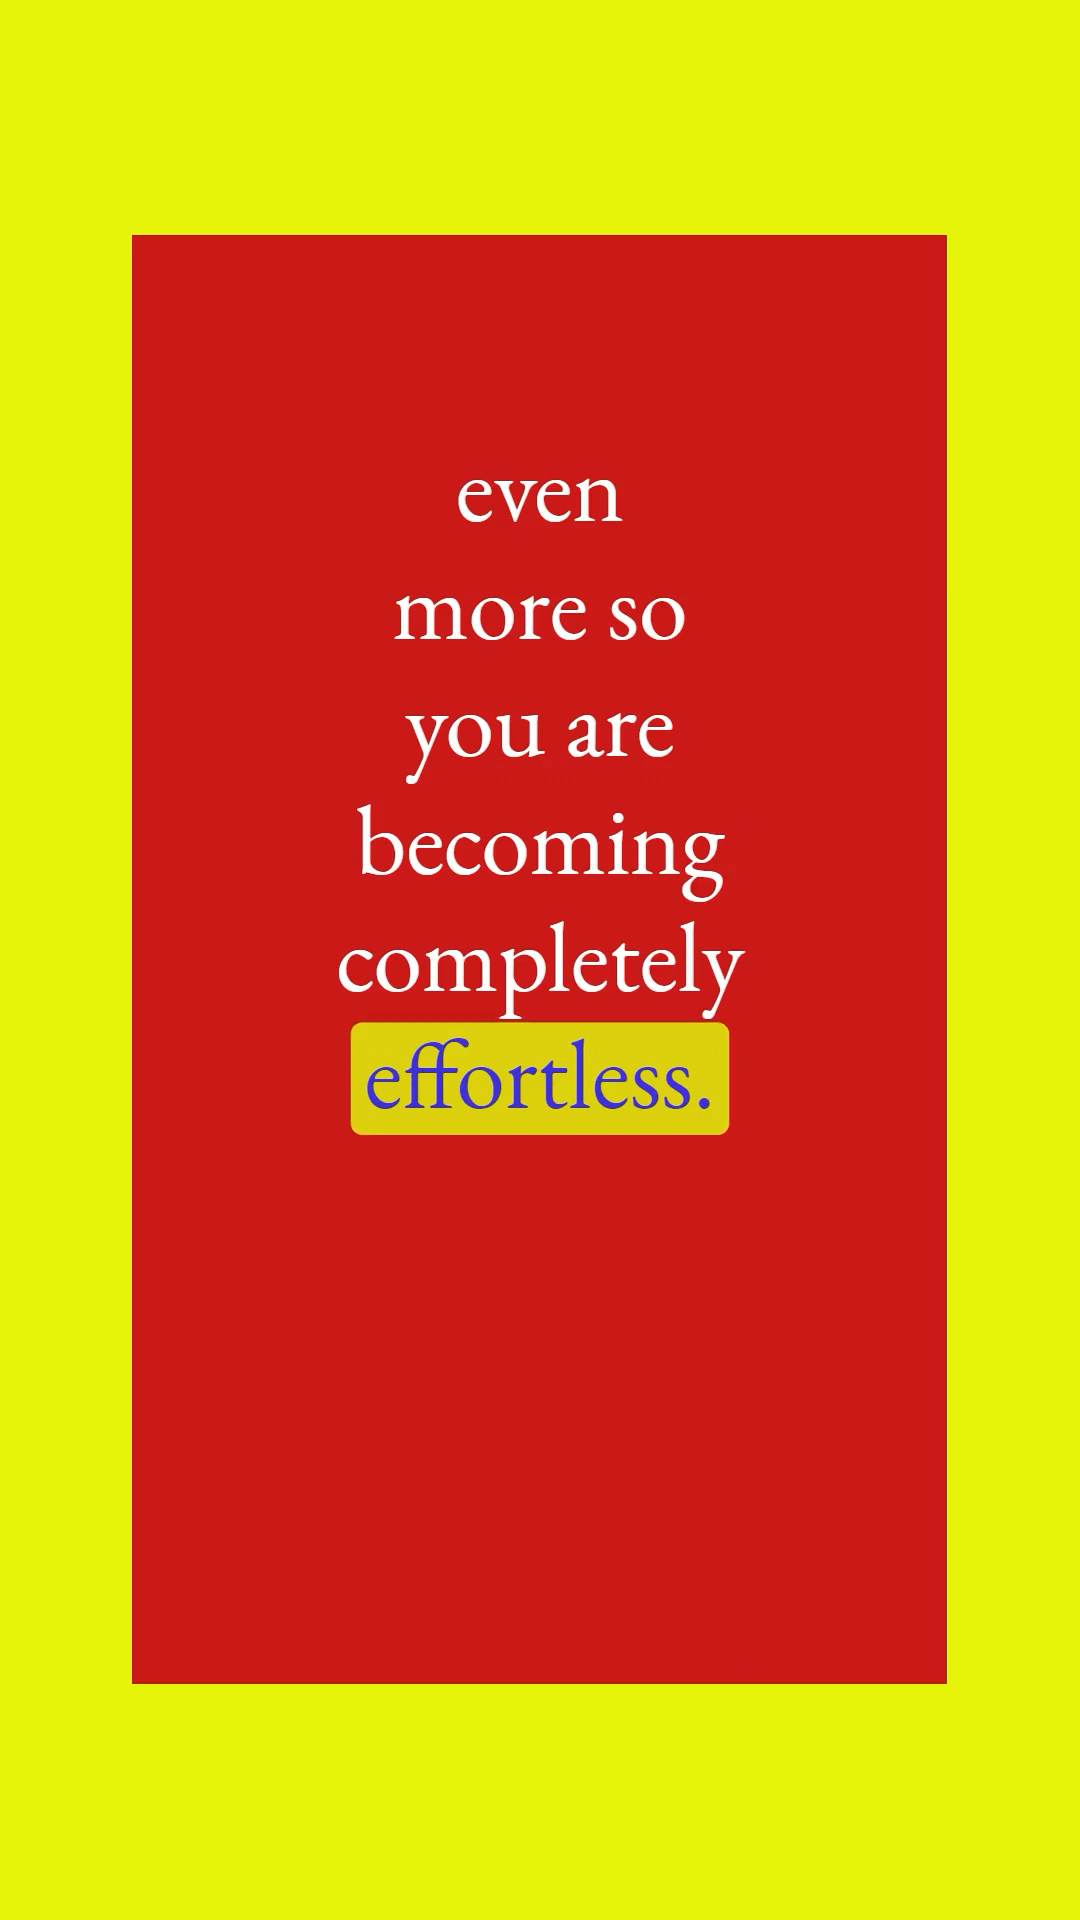 even
more so
you are
becoming
completely
effortless.